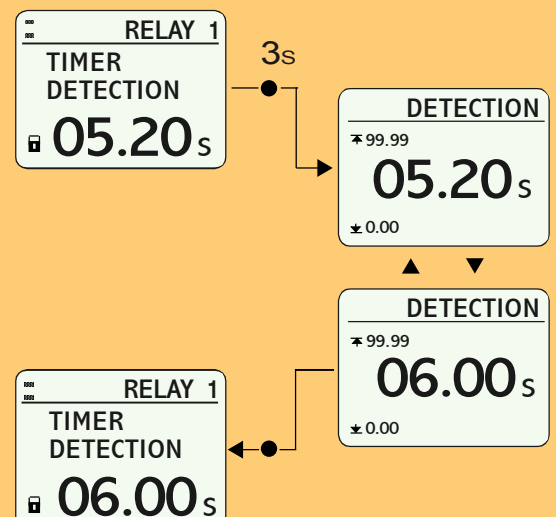 RELAY 1
TIMER
DETECTION
05.20 s
3s
DETECTION
99.99
05.20 s
0.00
DETECTION
99.99
06.00 s
0.00
RELAY 1
TIMER
DETECTION
06.00 s